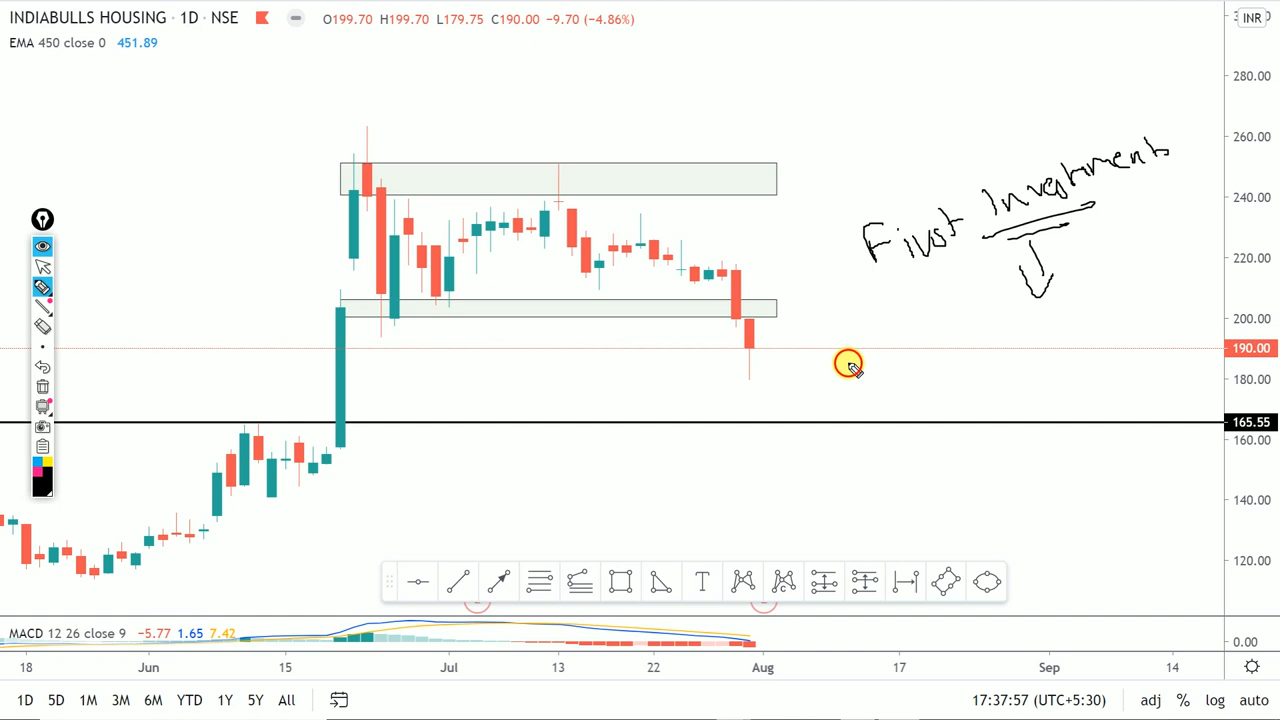 INDIABULLS HOUSING · 1D · NSE O199.70 H199.70 L179.75 C190.00 −9.70 (−4.86%) INR
EMA 450 close 0 451.89
280.00
260.00
Investment
240.00
Fivot
220.00
200.00
190.00
180.00
165.55
160.00
140.00
120.00
T
MACD 12 26 close 9 −5.77 1.65 7.42
0.00
18 Jun 15 Jul 13 22 Aug 17 Sep 14
1D 5D 1M 3M 6M YTD 1Y 5Y All 17:37:57 (UTC+5:30) adj % log auto